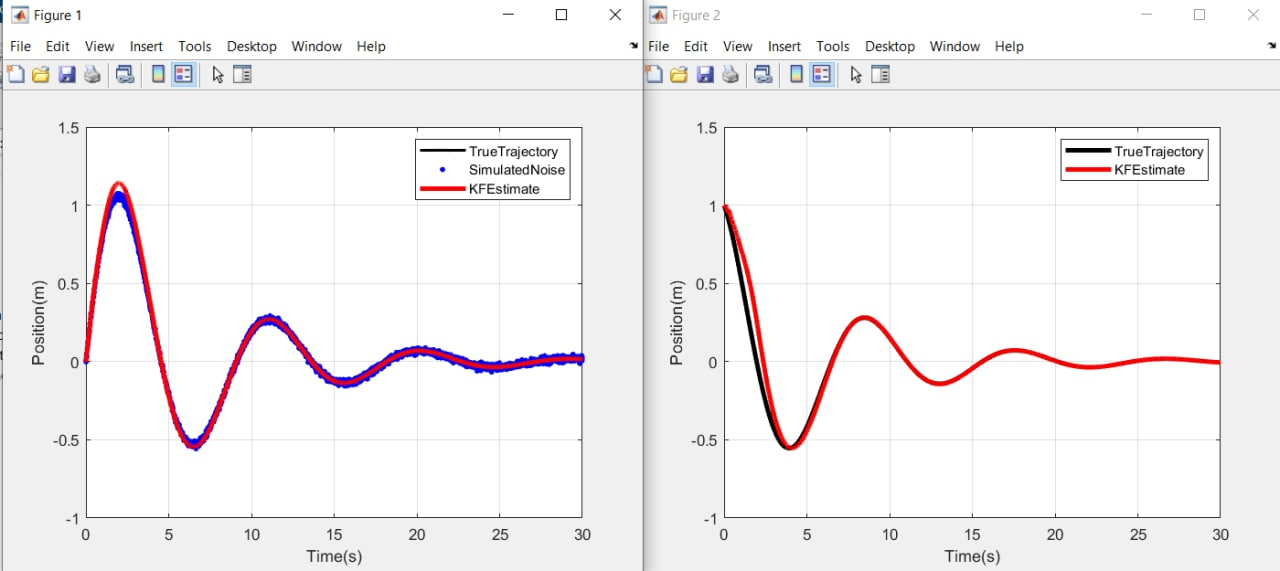 Figure 1
File Edit View Insert Tools Desktop Window Help
1.5
1
0.5
0
-0.5
-1
Position(m)
TrueTrajectory
SimulatedNoise
KFEstimate
0 5 10 15 20 25 30
Time(s)
Figure 2
File Edit View Insert Tools Desktop Window Help
1.5
1
0.5
0
-0.5
-1
Position(m)
TrueTrajectory
KFEstimate
0 5 10 15 20 25 30
Time(s)